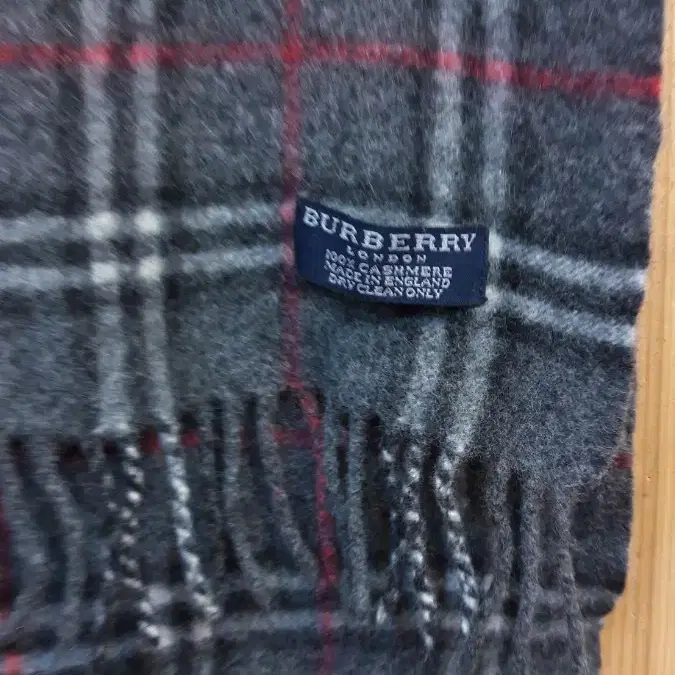 BURBERRY
LONDON
100% CASHMERE
MADE IN ENGLAND
DRY CLEAN ONLY